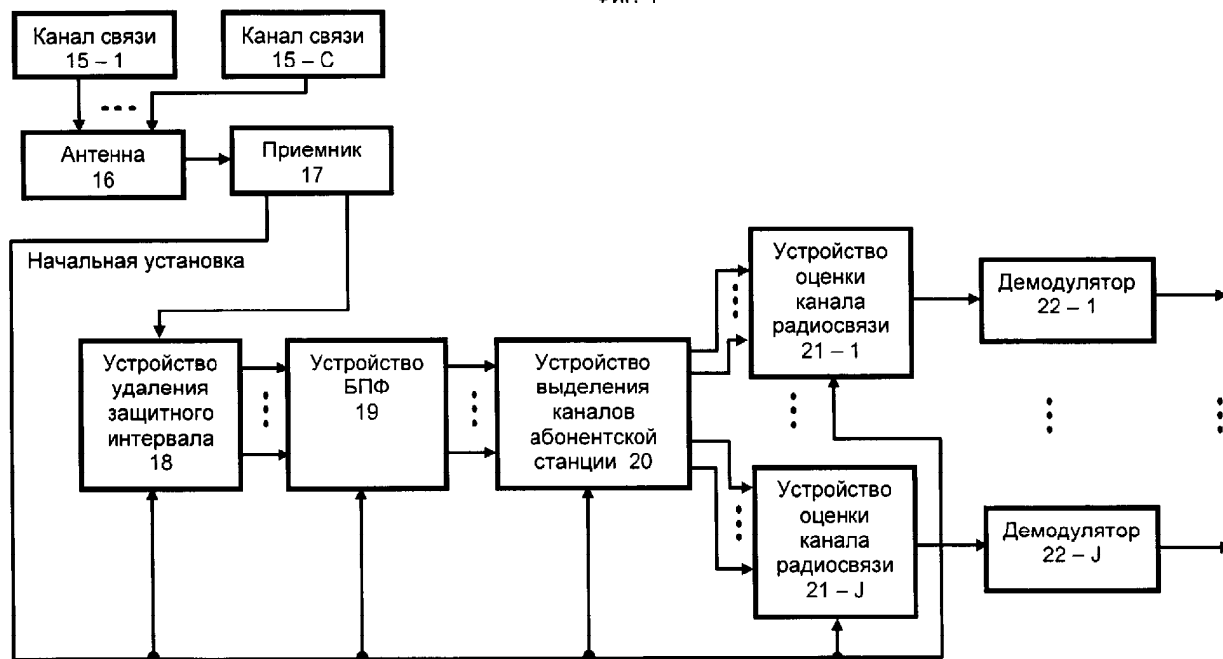 Канал связи
15 – 1
Канал связи
15 – С
Антенна
16
Приемник
17
Начальная установка
Устройство
удаления
защитного
интервала
18
Устройство
БПФ
19
Устройство
выделения
каналов
абонентской
станции 20
Устройство
оценки
канала
радиосвязи
21 – 1
Демодулятор
22 – 1
Устройство
оценки
канала
радиосвязи
21 – J
Демодулятор
22 – J